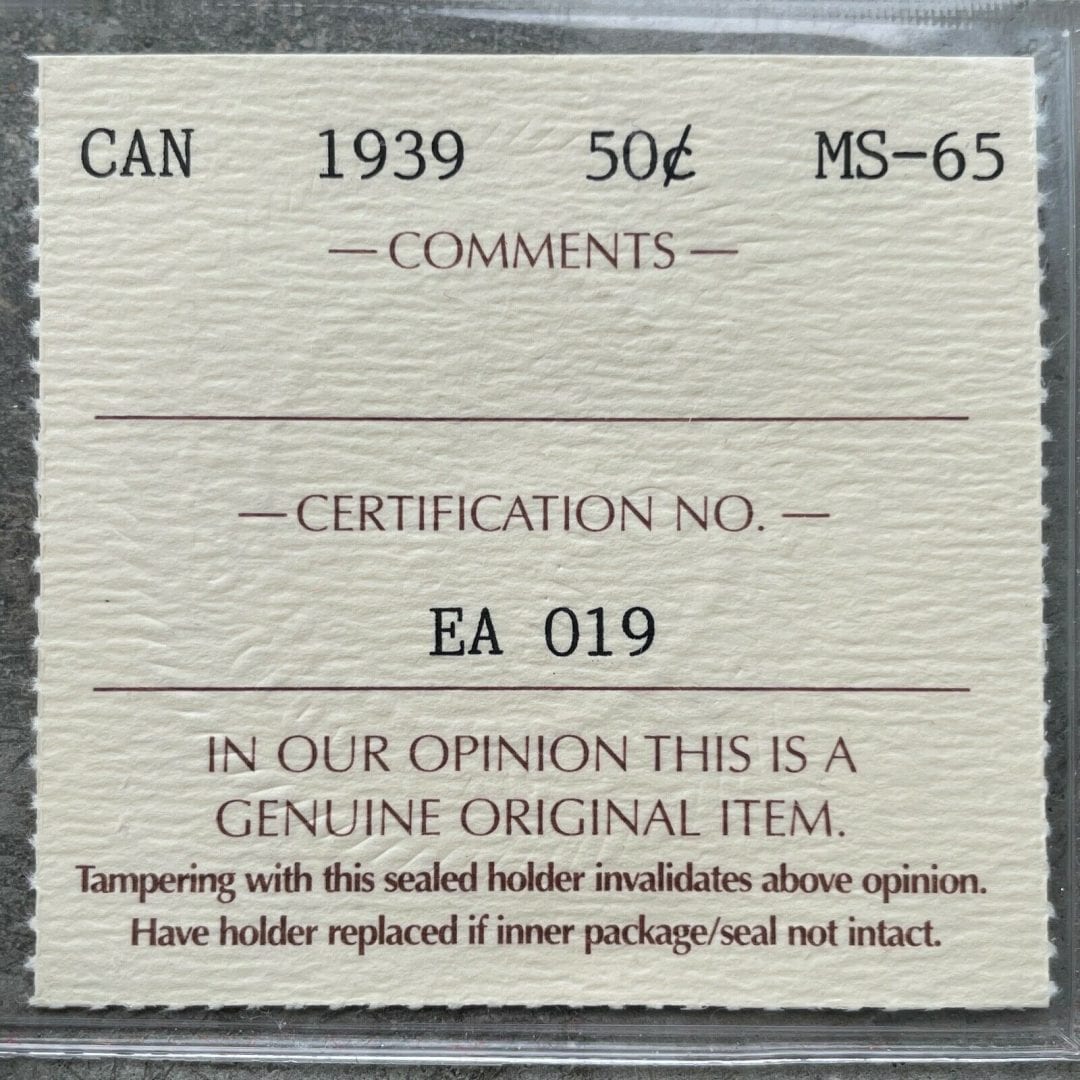 CAN 1939 50¢ MS-65
— COMMENTS —
— CERTIFICATION NO. —
EA 019
IN OUR OPINION THIS IS A
GENUINE ORIGINAL ITEM.
Tampering with this sealed holder invalidates above opinion.
Have holder replaced if inner package/seal not intact.